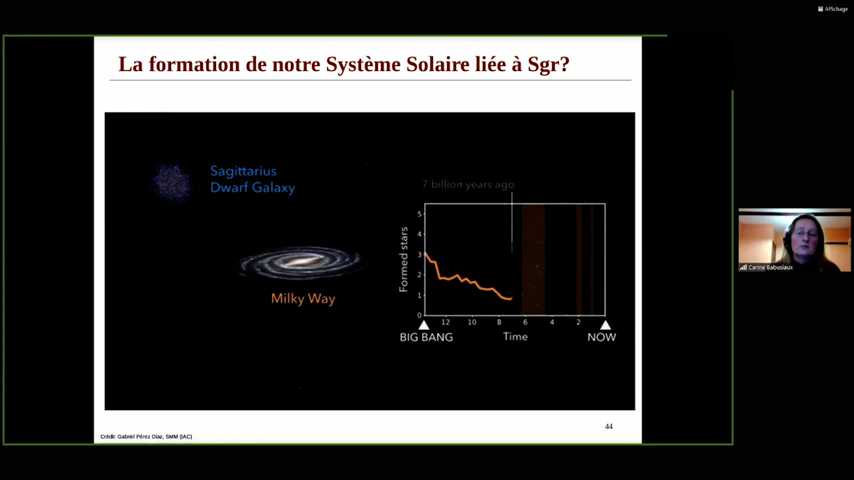 Affichage
La formation de notre Système Solaire liée à Sgr?
Sagittarius
Dwarf Galaxy
Milky Way
7 billion years ago
Formed stars
5
4
3
2
1
0
12 10 8 6 4 2
BIG BANG Time NOW
Carine Babusiaux
44
Crédit: Gabriel Pérez Díaz, SMM (IAC)